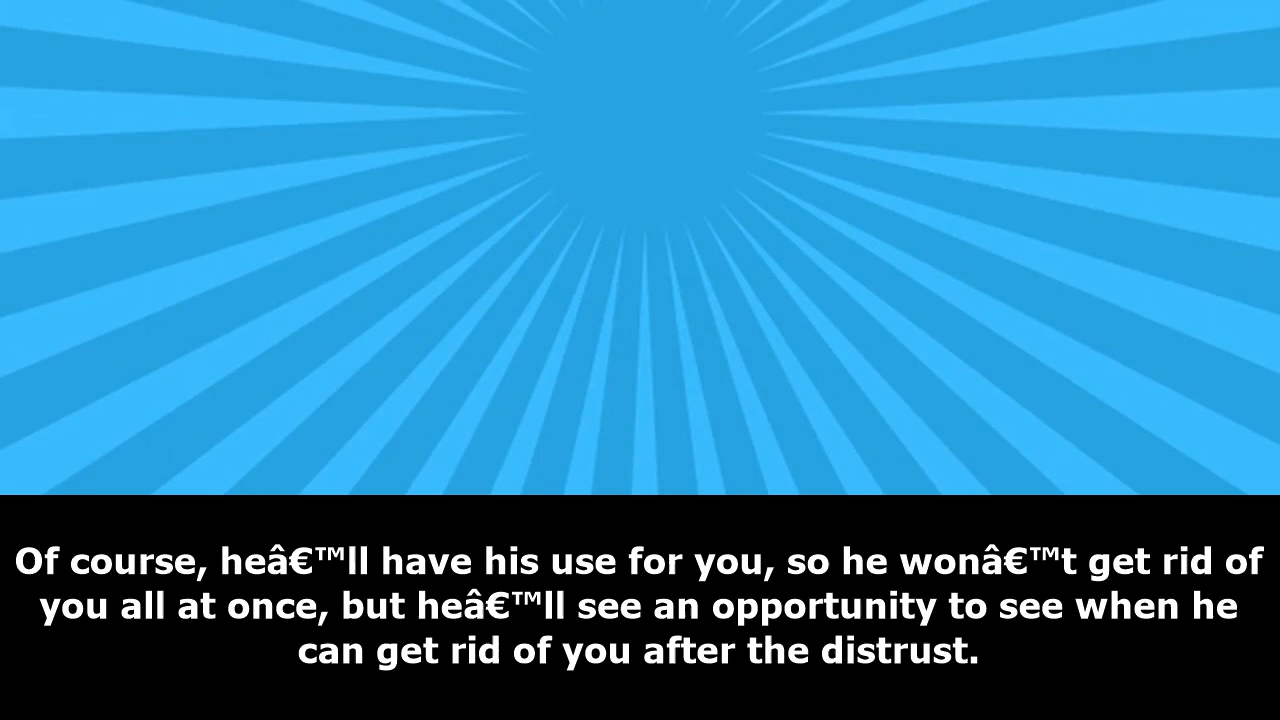 Of course, heâ€™ll have his use for you, so he wonâ€™t get rid of
you all at once, but heâ€™ll see an opportunity to see when he
can get rid of you after the distrust.